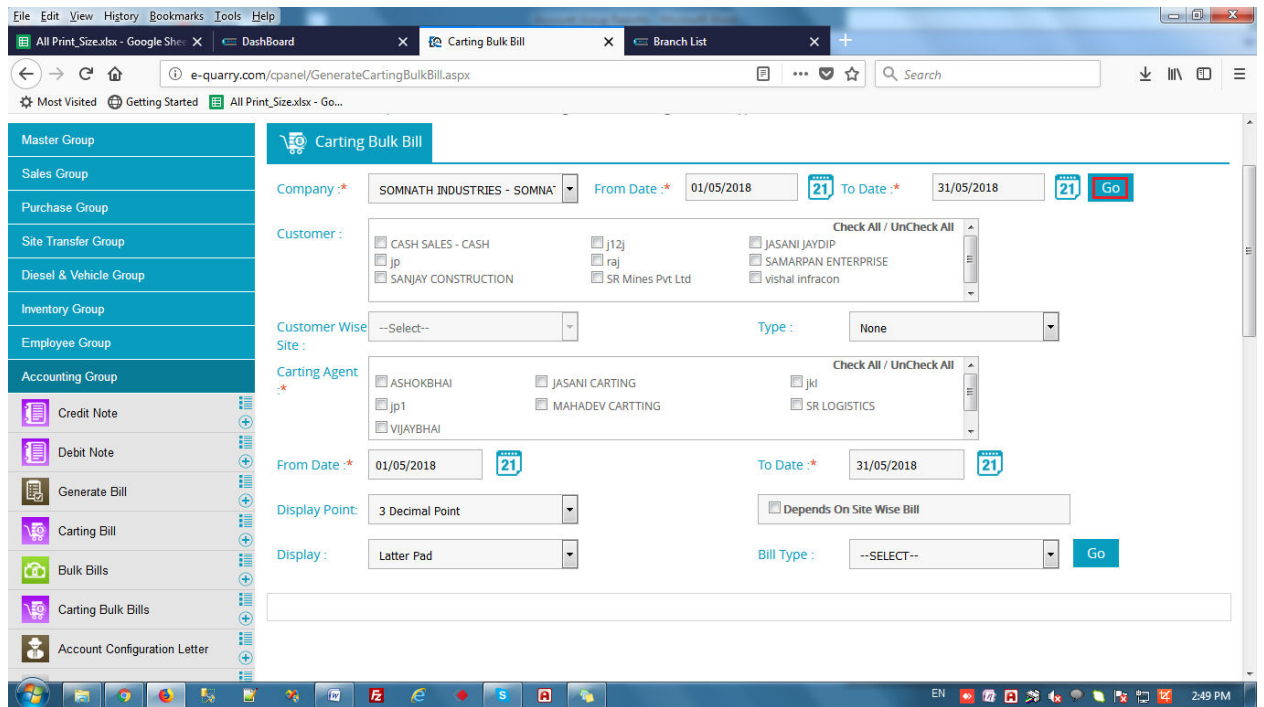 File Edit View History Bookmarks Tools Help
All Print_Size.xlsx - Google She
DashBoard
Carting Bulk Bill
Branch List
e-quarry.com/cpanel/GenerateCartingBulkBill.aspx
Search
Most Visited
Getting Started
All Print_Size.xlsx - Go...
Master Group
Sales Group
Purchase Group
Site Transfer Group
Diesel & Vehicle Group
Inventory Group
Employee Group
Accounting Group
Credit Note
Debit Note
Generate Bill
Carting Bill
Bulk Bills
Carting Bulk Bills
Account Configuration Letter
Carting Bulk Bill
Company :* SOMNATH INDUSTRIES - SOMNAT From Date :* 01/05/2018 21 To Date :* 31/05/2018 21 Go
Customer : Check All / UnCheck All
CASH SALES - CASH j12j JASANI JAYDIP
jp raj SAMARPAN ENTERPRISE
SANJAY CONSTRUCTION SR Mines Pvt Ltd vishal infracon
Customer Wise Site : --Select-- Type : None
Carting Agent :* Check All / UnCheck All
ASHOKBHAI JASANI CARTING jkl
jp1 MAHADEV CARTTING SR LOGISTICS
VIJAYBHAI
From Date :* 01/05/2018 21 To Date :* 31/05/2018 21
Display Point: 3 Decimal Point Depends On Site Wise Bill
Display : Latter Pad Bill Type : --SELECT-- Go
EN 2:49 PM